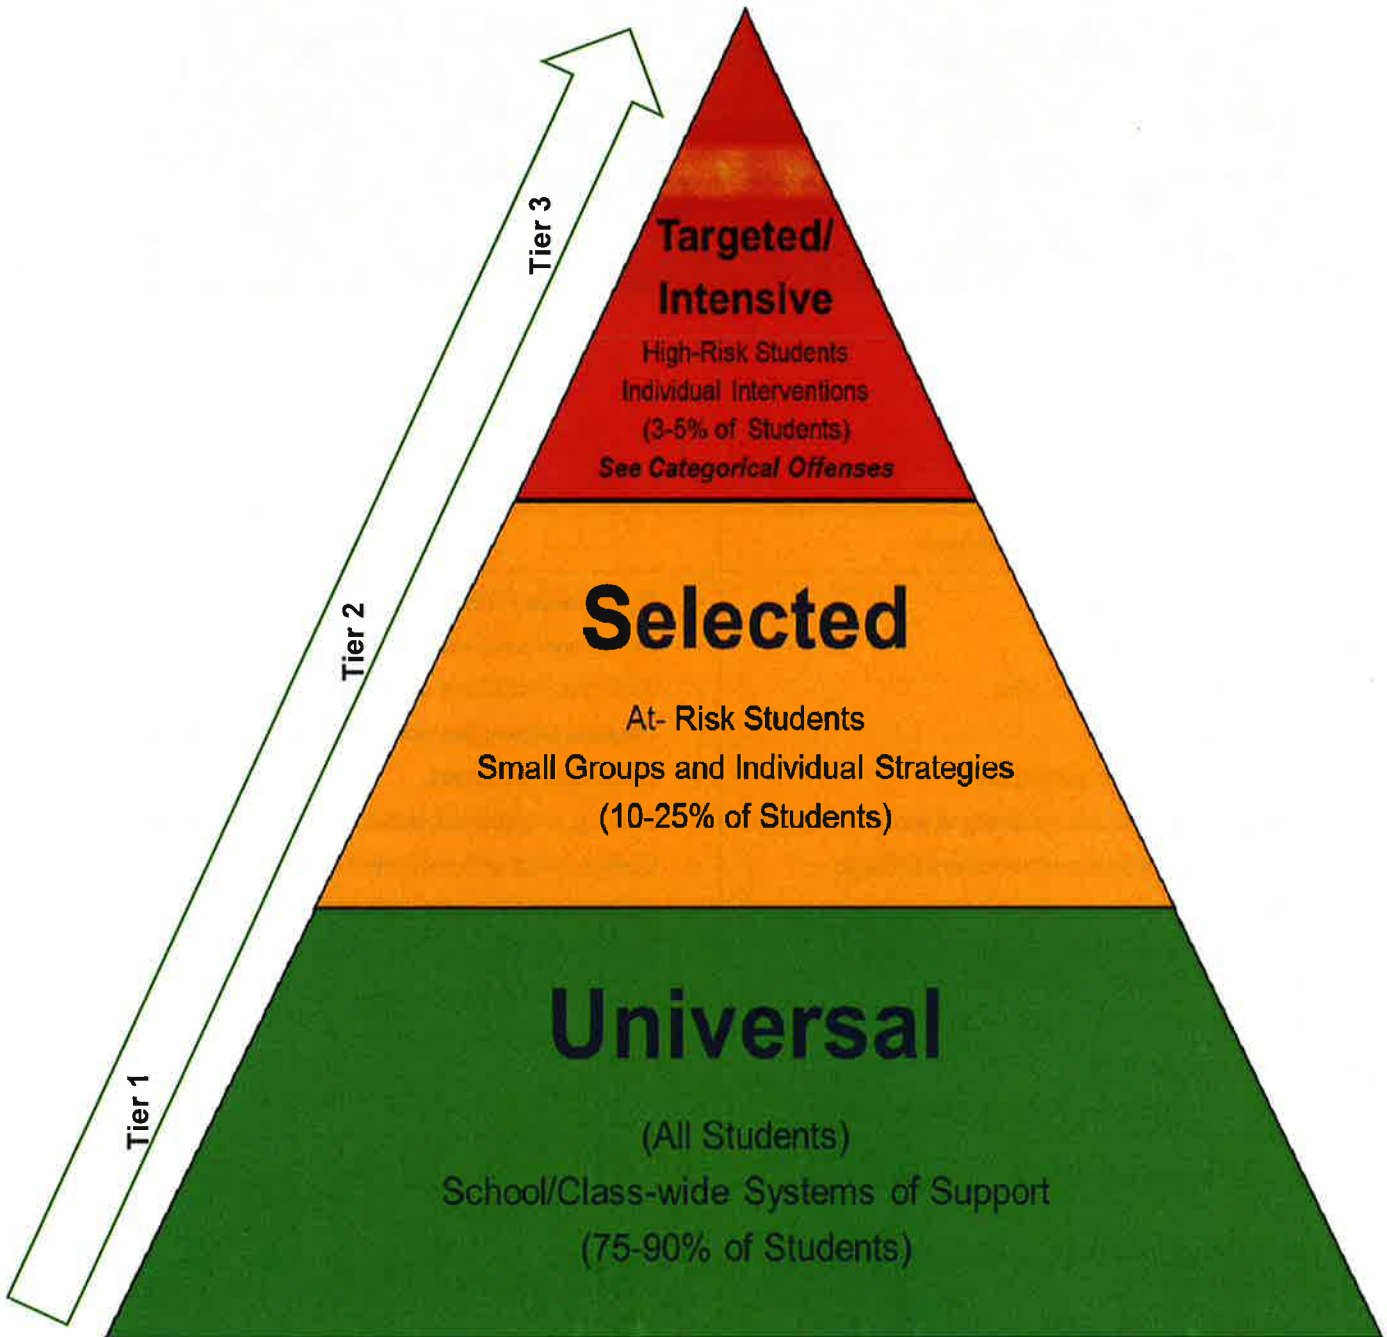 Tier 3
Targeted/
Intensive
High-Risk Students
Individual Interventions
(3-5% of Students)
See Categorical Offenses
Tier 2
Selected
At- Risk Students
Small Groups and Individual Strategies
(10-25% of Students)
Tier 1
Universal
(All Students)
School/Class-wide Systems of Support
(75-90% of Students)